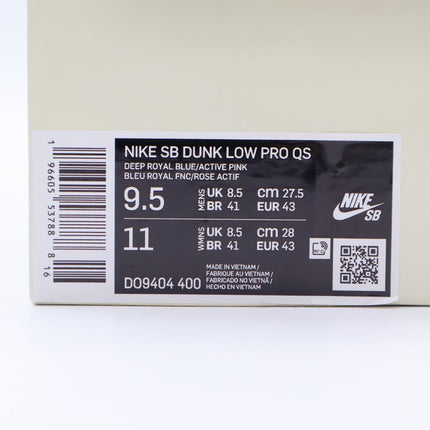 NIKE SB DUNK LOW PRO QS
DEEP ROYAL BLUE/ACTIVE PINK
BLEU ROYAL FNC/ROSE ACTIF
9.5 MENS UK 8.5 cm 27.5
BR 41 EUR 43
11 WMNS UK 8.5 cm 28
BR 41 EUR 43
MADE IN VIETNAM /
FABRIQUE AU VIETNAM /
FABRICADO NO VIETNÃ /
HECHO EN VIETNAM
DO9404 400
NIKE
SB
1 96605 53788 8 16